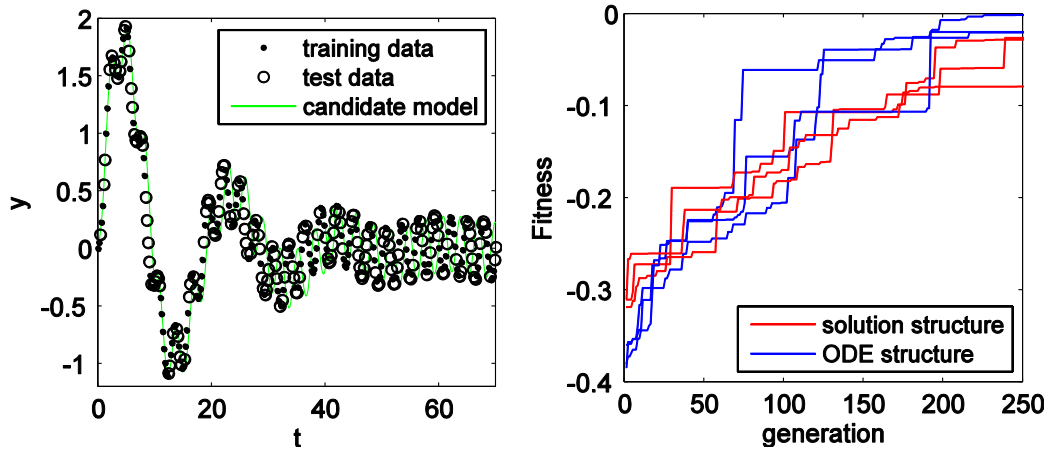 2
1.5
1
0.5
0
-0.5
-1
y
training data
test data
candidate model
0
20
40
60
t
0
-0.1
-0.2
-0.3
-0.4
Fitness
solution structure
ODE structure
0
50
100
150
200
250
generation